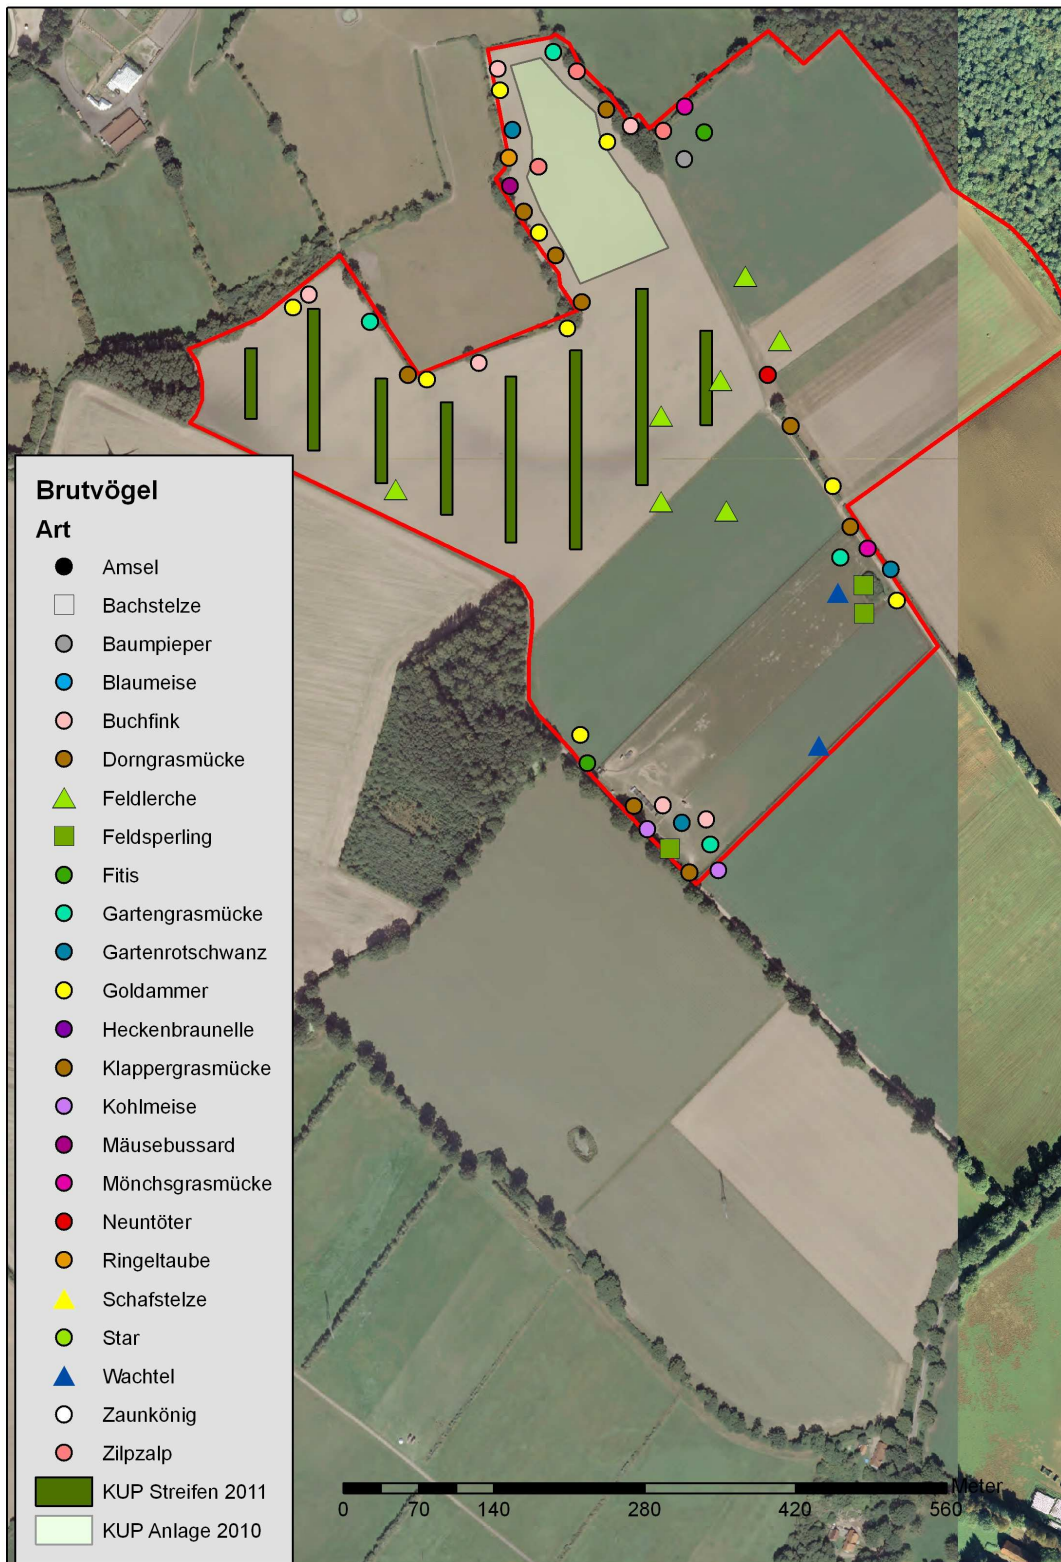 Brutvögel
Art
Amsel
Bachstelze
Baumpieper
Blaumeise
Buchfink
Dorngrasmücke
Feldlerche
Feldsperling
Fitis
Gartengrasmücke
Gartenrotschwanz
Goldammer
Heckenbraunelle
Klappergrasmücke
Kohlmeise
Mäusebussard
Mönchsgrasmücke
Neuntöter
Ringeltaube
Schafstelze
Star
Wachtel
Zaunkönig
Zilpzalp
KUP Streifen 2011
KUP Anlage 2010
Meter
0 70 140 280 420 560